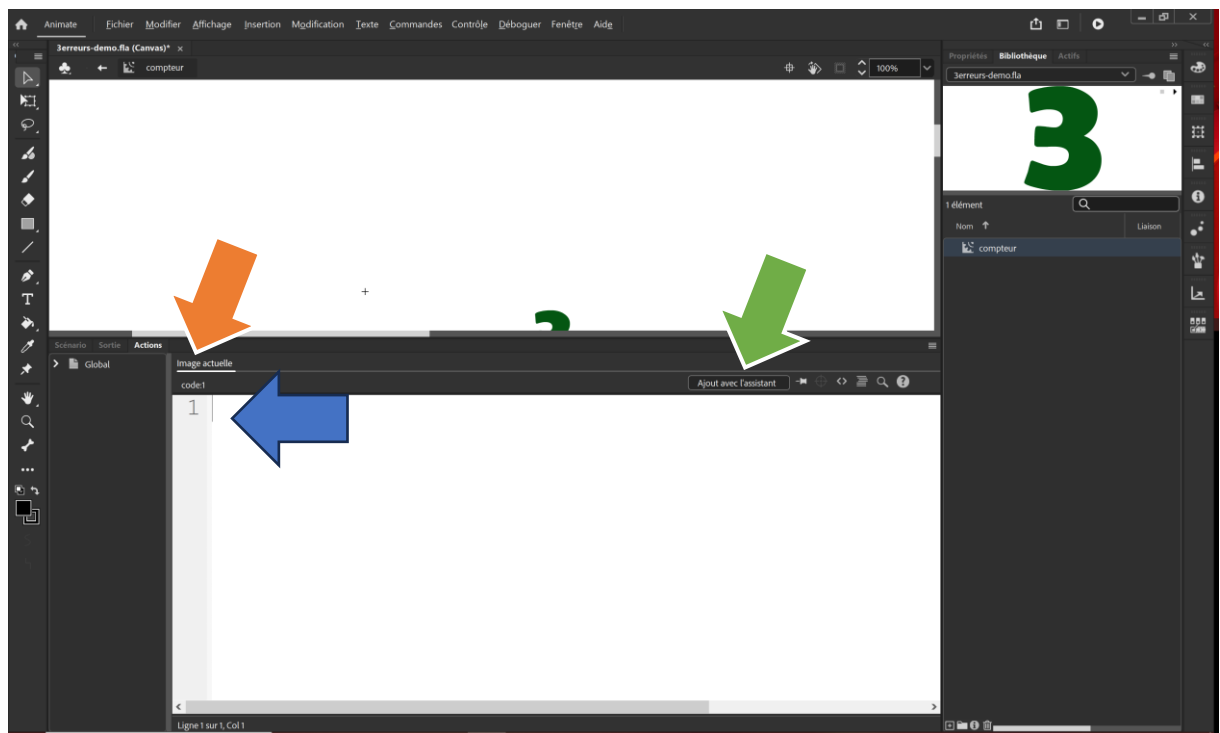 Animate Fichier Modifier Affichage Insertion Modification Texte Commandes Contrôle Déboguer Fenêtre Aide
3erreurs-demo.fla (Canvas)* ×
compteur
100%
Propriétés Bibliothèque Actifs
3erreurs-demo.fla
3
3
1 élément
Nom Liaison
compteur
Scénario Sortie Actions
Global
Image actuelle
code:1
Ajout avec l'assistant
1
Ligne 1 sur 1, Col 1